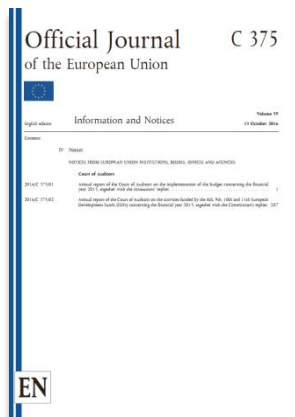 Official Journal C 375
of the European Union
Volume 59
English edition Information and Notices 13 October 2016
Contents
IV Notices
NOTICES FROM EUROPEAN UNION INSTITUTIONS, BODIES, OFFICES AND AGENCIES
Court of Auditors
2016/C 375/01 Annual report of the Court of Auditors on the implementation of the budget concerning the financial
year 2015, together with the institutions' replies 1
2016/C 375/02 Annual report of the Court of Auditors on the activities funded by the 8th, 9th, 10th and 11th European
Development Funds (EDFs) concerning the financial year 2015, together with the Commission's replies 287
EN